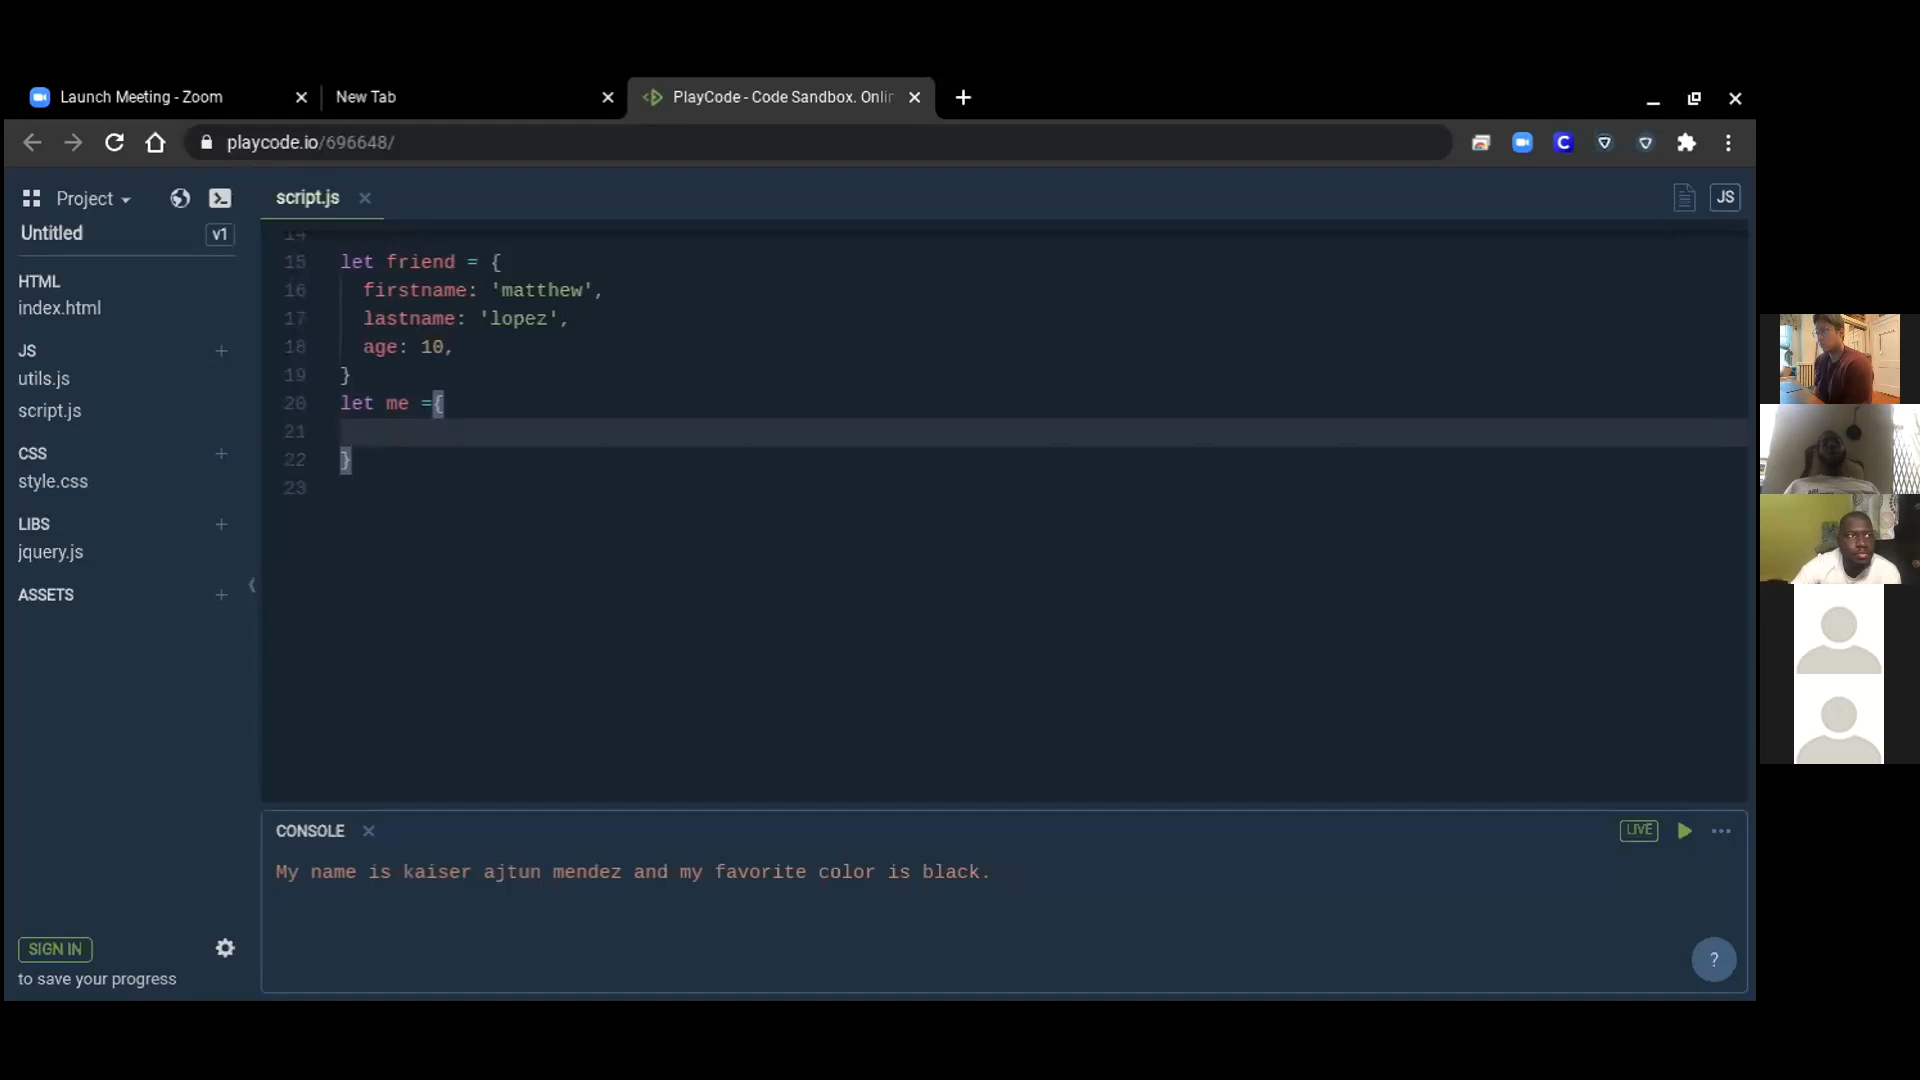 Launch Meeting - Zoom
New Tab
PlayCode - Code Sandbox. Onlin
playcode.io/696648/
C
Project
script.js
JS
Untitled
v1
14
15 let friend = {
HTML
16 firstname: 'matthew',
index.html
17 lastname: 'lopez',
JS
18 age: 10,
utils.js
19 }
script.js
20 let me ={
21
CSS
22 }
style.css
23
LIBS
jquery.js
ASSETS
CONSOLE
LIVE
My name is kaiser ajtun mendez and my favorite color is black.
SIGN IN
to save your progress
?